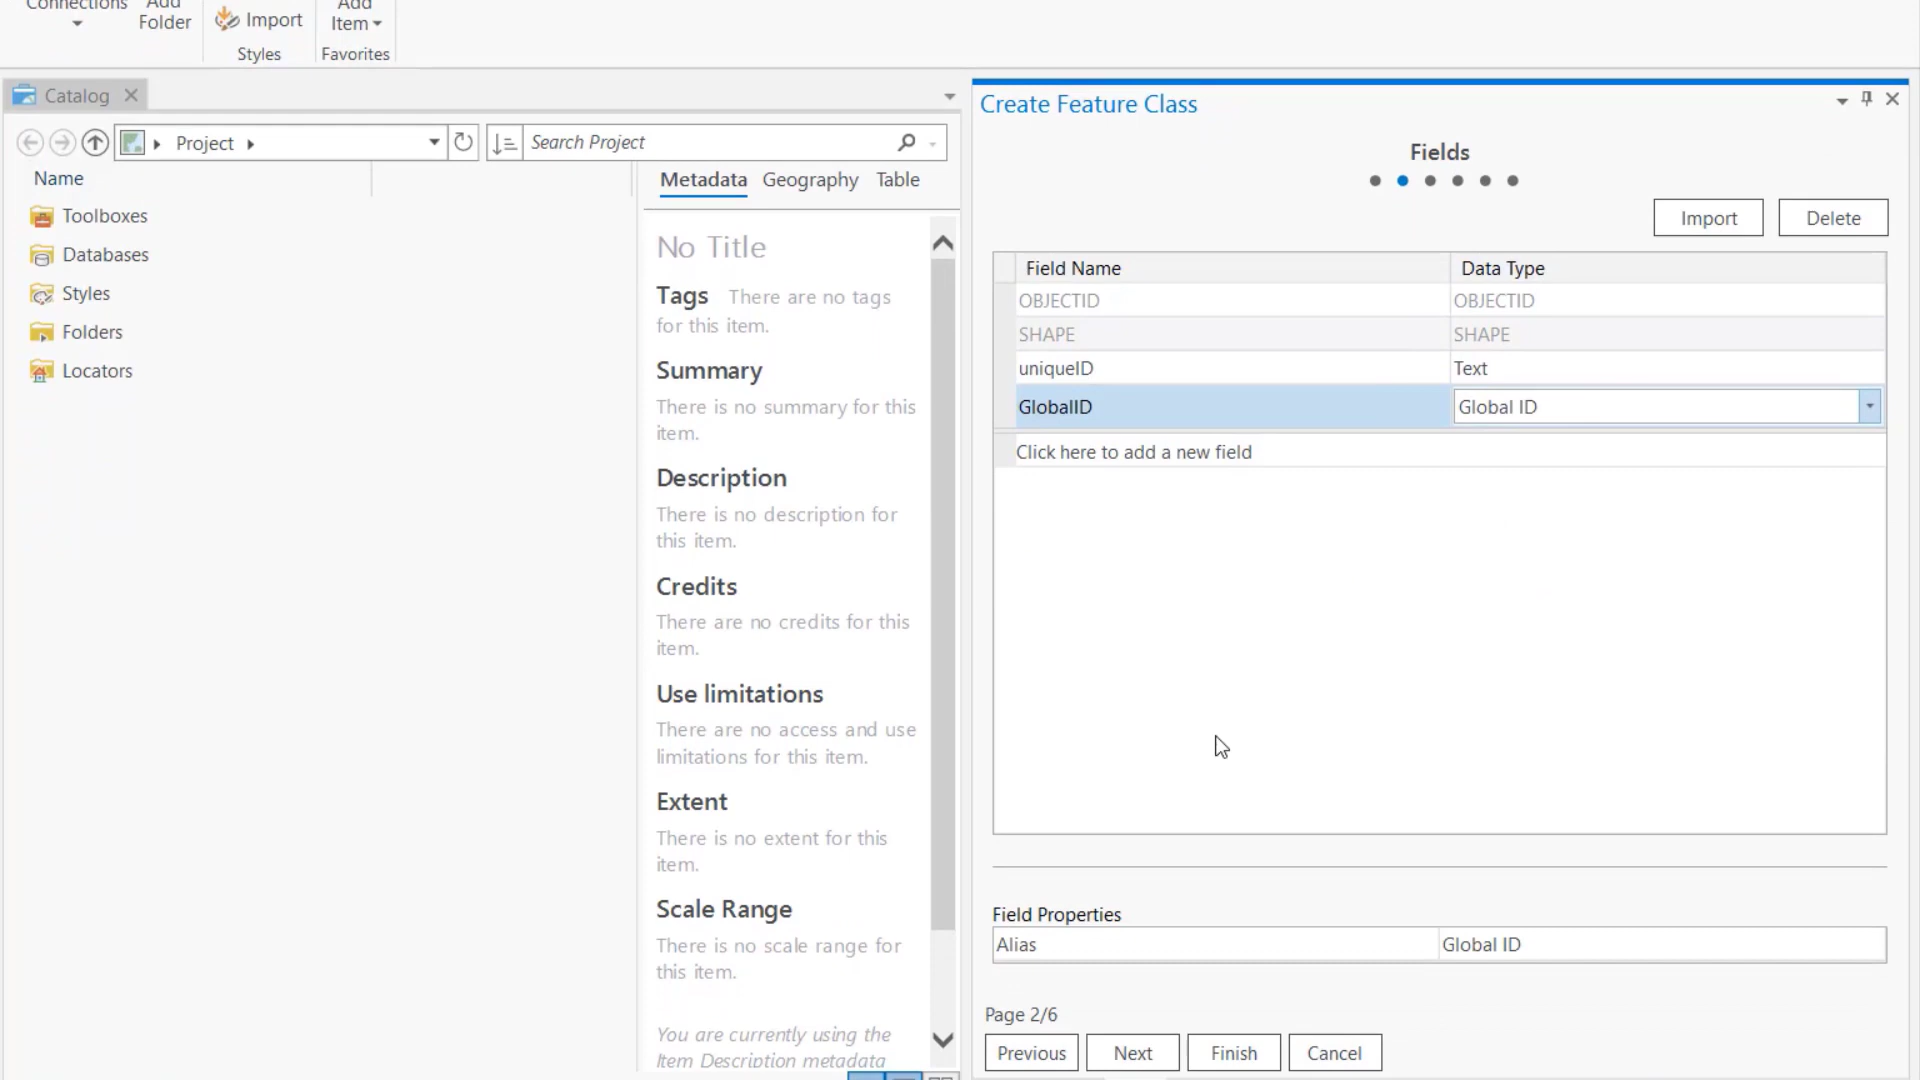 Connections
Add
Folder
Import
Styles
Add
Item
Favorites
Catalog
Project
Search Project
Name
Toolboxes
Databases
Styles
Folders
Locators
Metadata Geography Table
No Title
Tags There are no tags
for this item.
Summary
There is no summary for this
item.
Description
There is no description for
this item.
Credits
There are no credits for this
item.
Use limitations
There are no access and use
limitations for this item.
Extent
There is no extent for this
item.
Scale Range
There is no scale range for
this item.
You are currently using the
Item Description metadata
Create Feature Class
Fields
Import Delete
Field Name Data Type
OBJECTID OBJECTID
SHAPE SHAPE
uniqueID Text
GlobalID Global ID
Click here to add a new field
Field Properties
Alias Global ID
Page 2/6
Previous Next Finish Cancel